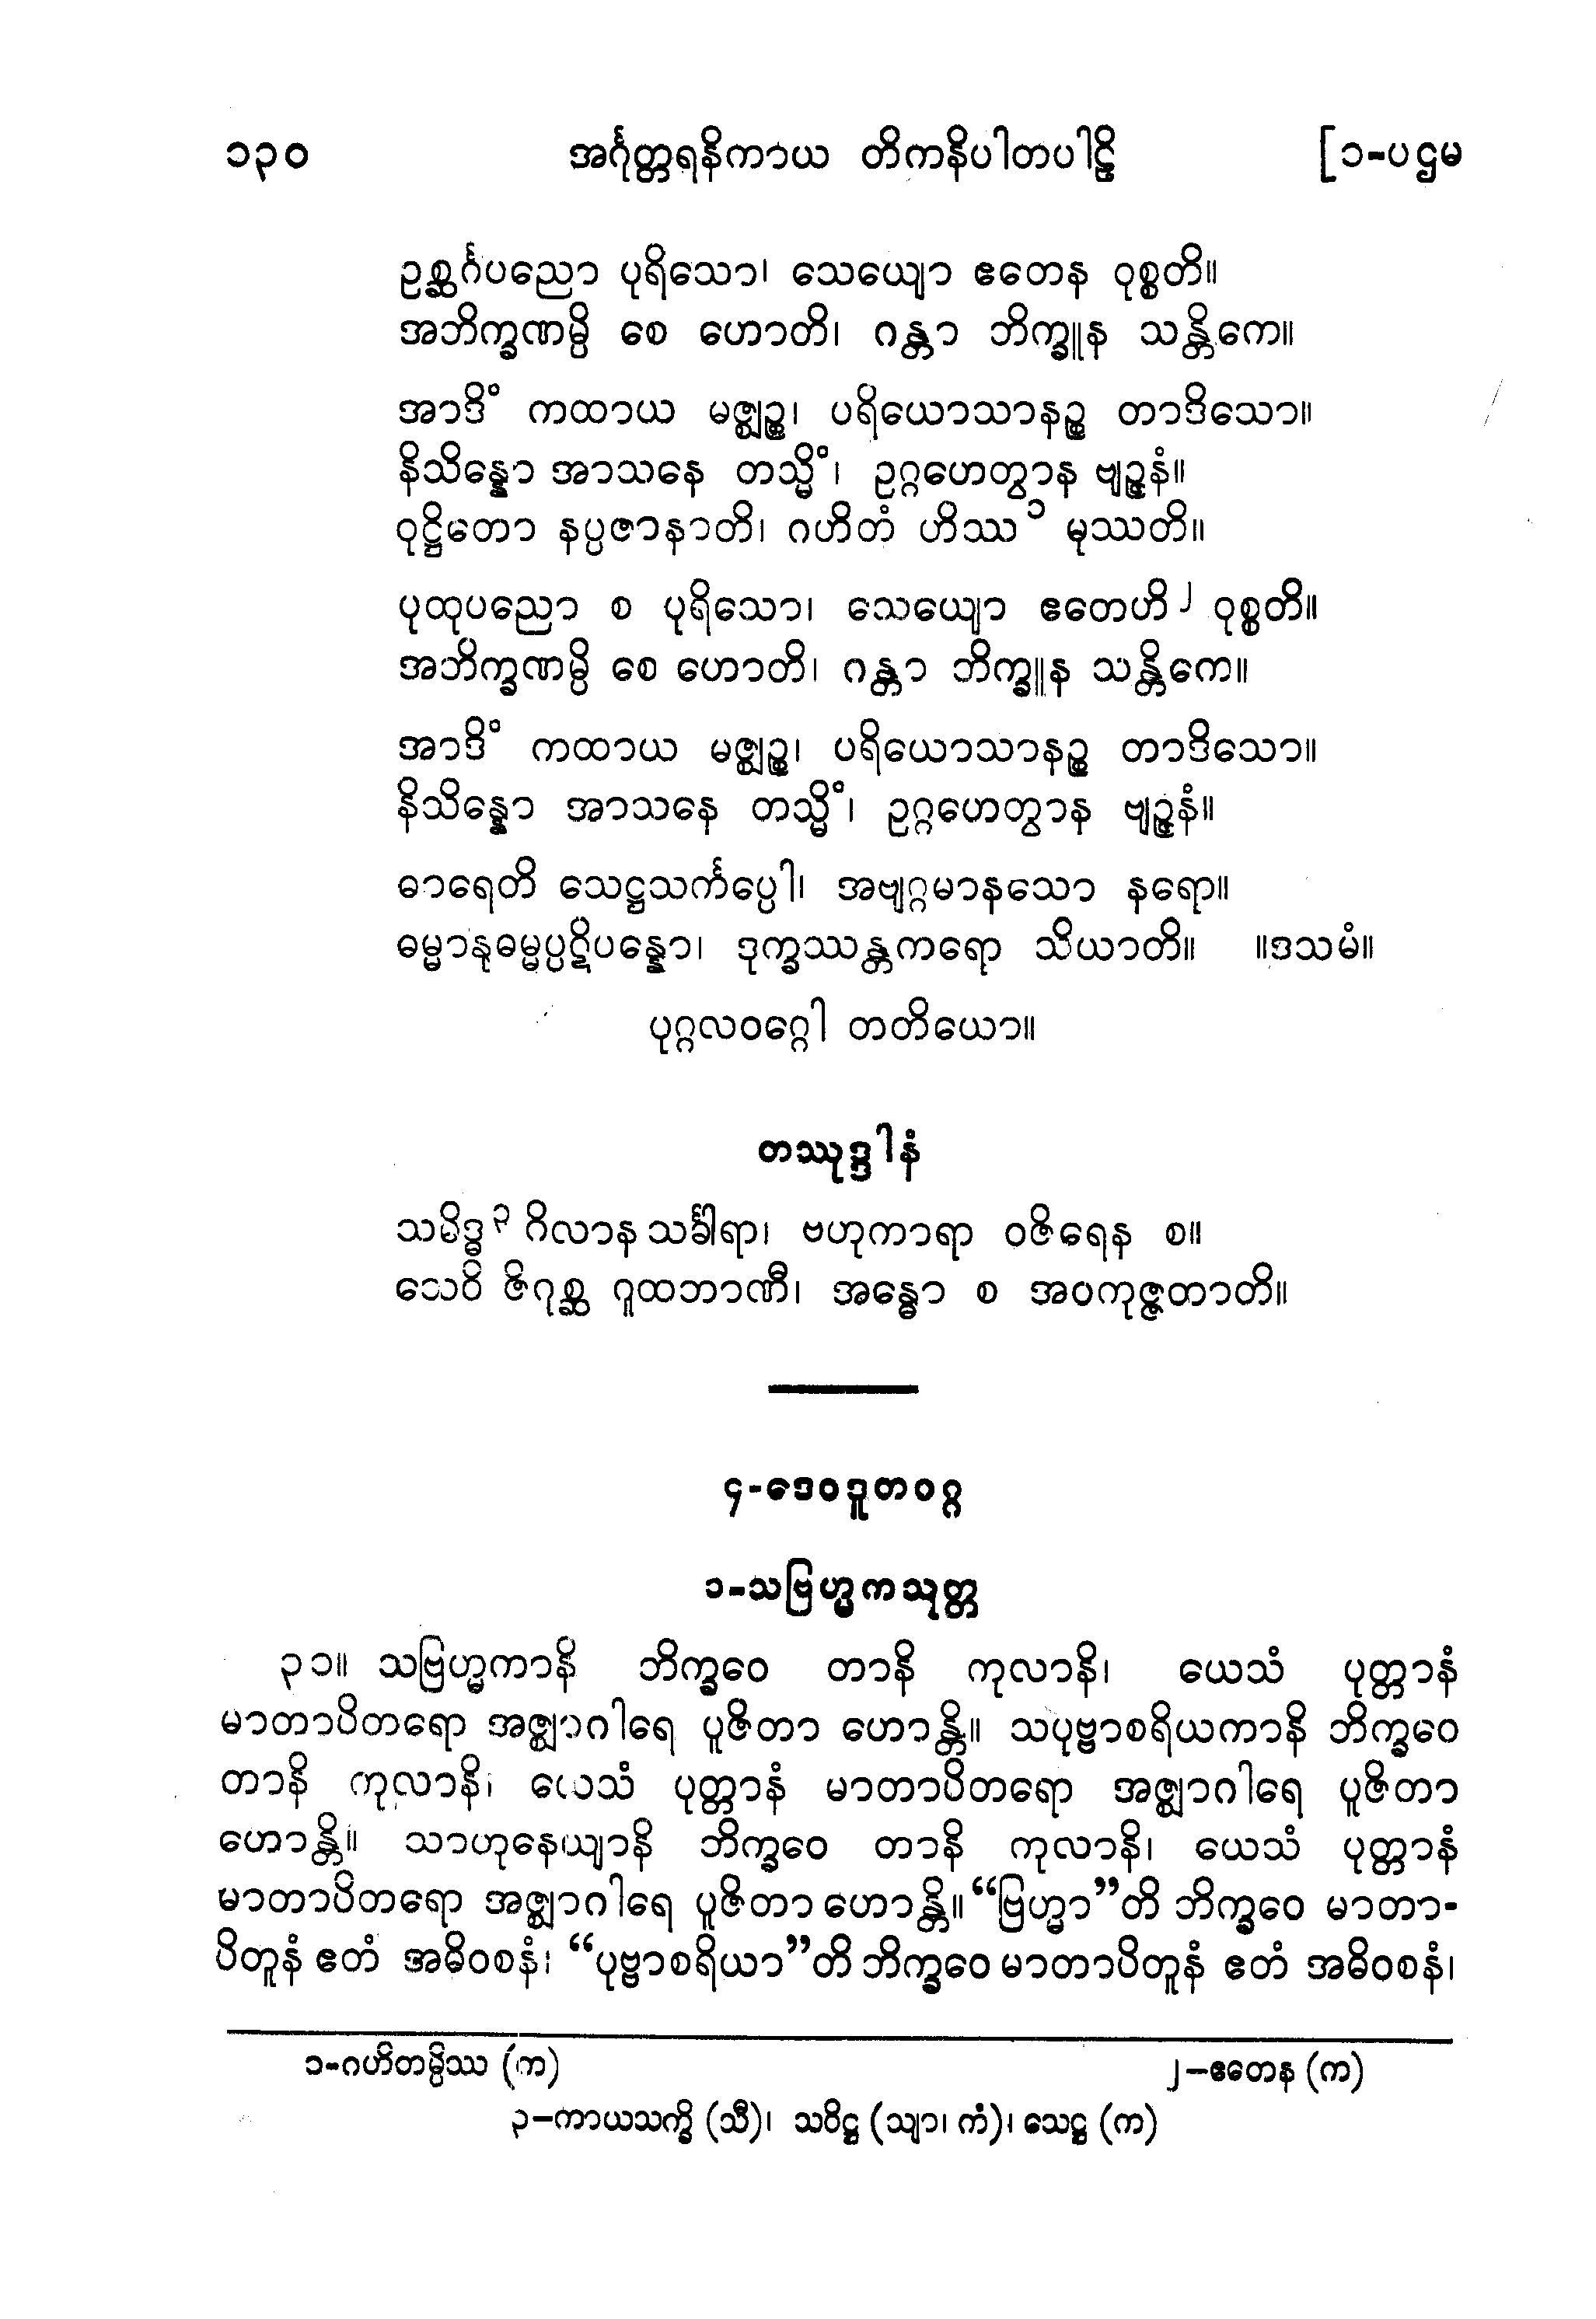 ၁၃၀ အင်္ဂုတ္တရနိကာယ တိကနိပါတပါဠိ [၁-ပဌမ
ဥစ္ဆင်္ဂပညော ပုရိသော၊ သေယျော ဧတေန ဝုစ္စတိ။
အဘိက္ခဏမ္ပိ စေ ဟောတိ၊ ဂန္တာ ဘိက္ခူန သန္တိကေ။
အာဒိံ ကထာယ မဇ္ဈဉ္စ၊ ပရိယောသာနဉ္စ တာဒိသော။
နိသိန္နော အာသနေ တသ္မိံ၊ ဥဂ္ဂဟေတွာန ဗျဉ္ဇနံ။
ဝုဋ္ဌိတော နပ္ပဇာနာတိ၊ ဂဟိတံ ဟိဿ ၁ မုဿတိ။
ပုထုပညော စ ပုရိသော၊ သေယျော ဧတေဟိ ၂ ဝုစ္စတိ။
အဘိက္ခဏမ္ပိ စေ ဟောတိ၊ ဂန္တာ ဘိက္ခူန သန္တိကေ။
အာဒိံ ကထာယ မဇ္ဈဉ္စ၊ ပရိယောသာနဉ္စ တာဒိသော။
နိသိန္နော အာသနေ တသ္မိံ၊ ဥဂ္ဂဟေတွာန ဗျဉ္ဇနံ။
ဓာရေတိ သေဋ္ဌသင်္ကပ္ပေါ၊ အဗျဂ္ဂမာနသော နရော။
ဓမ္မာနုဓမ္မပ္ပဋိပန္နော၊ ဒုက္ခဿန္တကရော သိယာတိ။ ။ဒသမံ။
ပုဂ္ဂလဝဂ္ဂေါ တတိယော။
တဿုဒ္ဒါနံ
သမိဒ္ဓ ၃ ဂိလာန သင်္ခါရာ၊ ဗဟုကာရာ ဝဇိရေန စ။
သေဝိ ဇိဂုစ္ဆ ဂူထဘာဏီ၊ အန္ဓော စ အဝကုဇ္ဇတာတိ။
၄-ဒေဝဒူတဝဂ္ဂ
၁-သဗြဟ္မကသုတ္တ
၃၁။ သဗြဟ္မကာနိ ဘိက္ခဝေ တာနိ ကုလာနိ၊ ယေသံ ပုတ္တာနံ
မာတာပိတရော အဇ္ဈာဂါရေ ပူဇိတာ ဟောန္တိ။ သပုဗ္ဗာစရိယကာနိ ဘိက္ခဝေ
တာနိ ကုလာနိ၊ ယေသံ ပုတ္တာနံ မာတာပိတရော အဇ္ဈာဂါရေ ပူဇိတာ
ဟောန္တိ။ သာဟုနေယျာနိ ဘိက္ခဝေ တာနိ ကုလာနိ၊ ယေသံ ပုတ္တာနံ
မာတာပိတရော အဇ္ဈာဂါရေ ပူဇိတာ ဟောန္တိ။ “ဗြဟ္မာ”တိ ဘိက္ခဝေ မာတာ-
ပိတူနံ ဧတံ အဓိဝစနံ၊ “ပုဗ္ဗာစရိယာ”တိ ဘိက္ခဝေ မာတာပိတူနံ ဧတံ အဓိဝစနံ၊
၁-ဂဟိတမ္ပိဿ (က) ၂-ဧတေန (က)
၃-ကာယသက္ခိ (သီ)၊ သဝိဋ္ဌ (သျာ၊ ကံ)၊ သေဋ္ဌ (က)